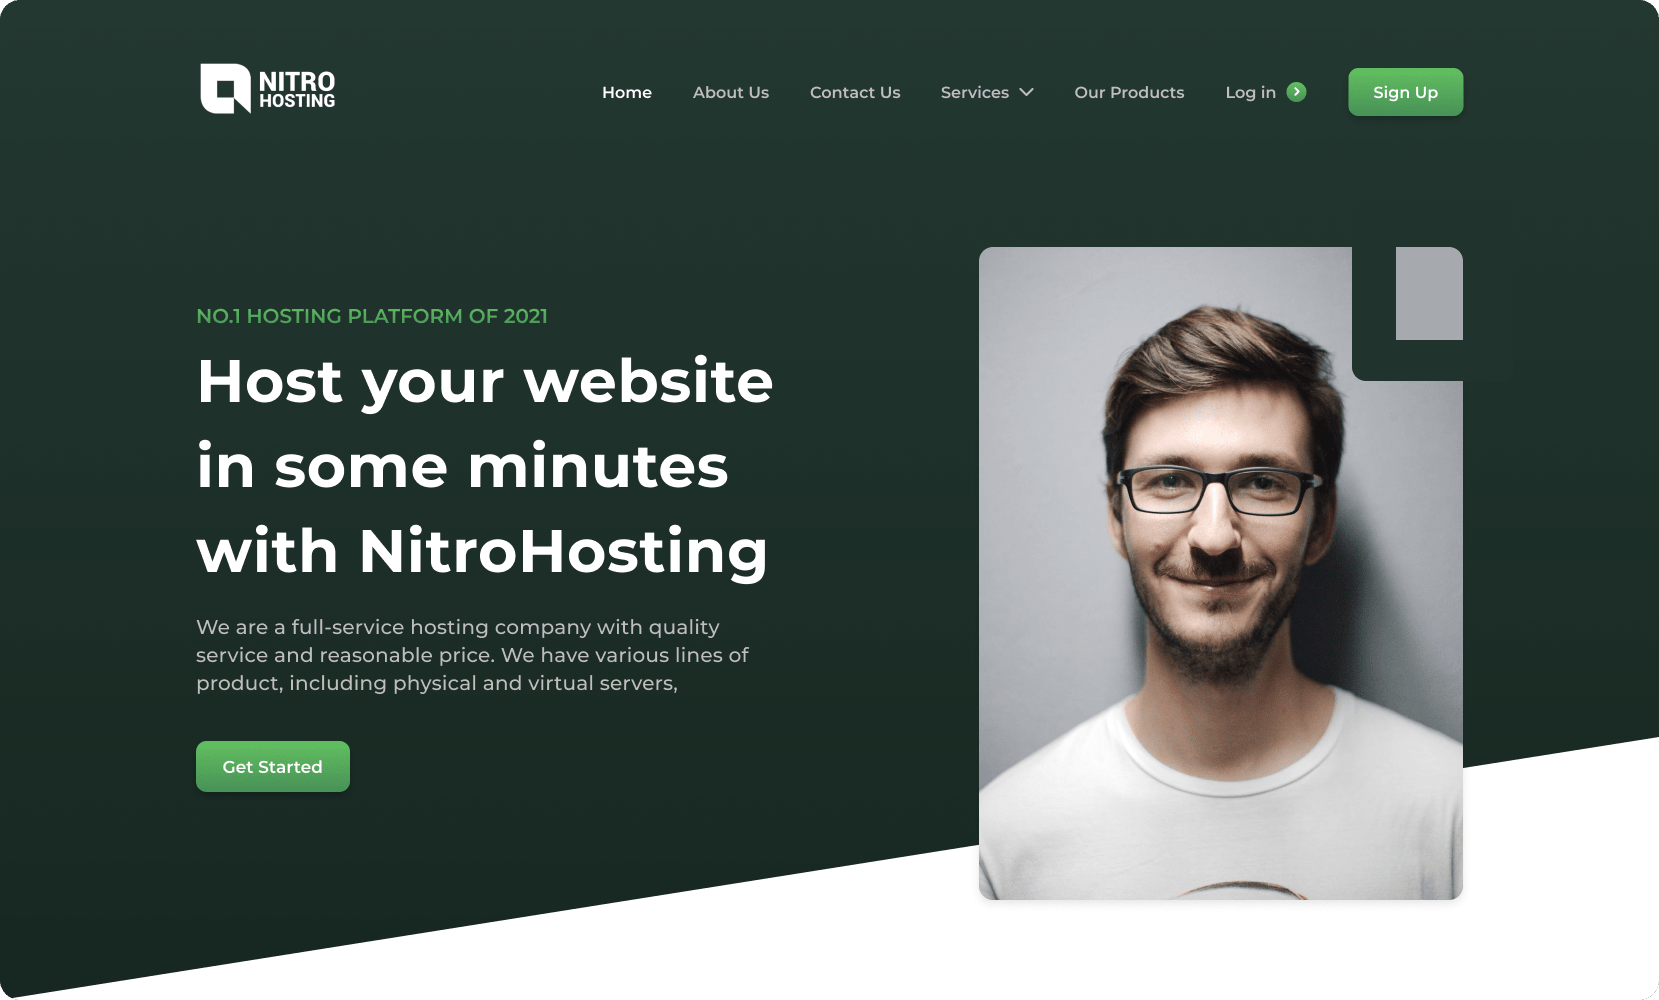 NITRO
HOSTING
Home About Us Contact Us Services Our Products Log in Sign Up
NO.1 HOSTING PLATFORM OF 2021
Host your website
in some minutes
with NitroHosting
We are a full-service hosting company with quality
service and reasonable price. We have various lines of
product, including physical and virtual servers,
Get Started